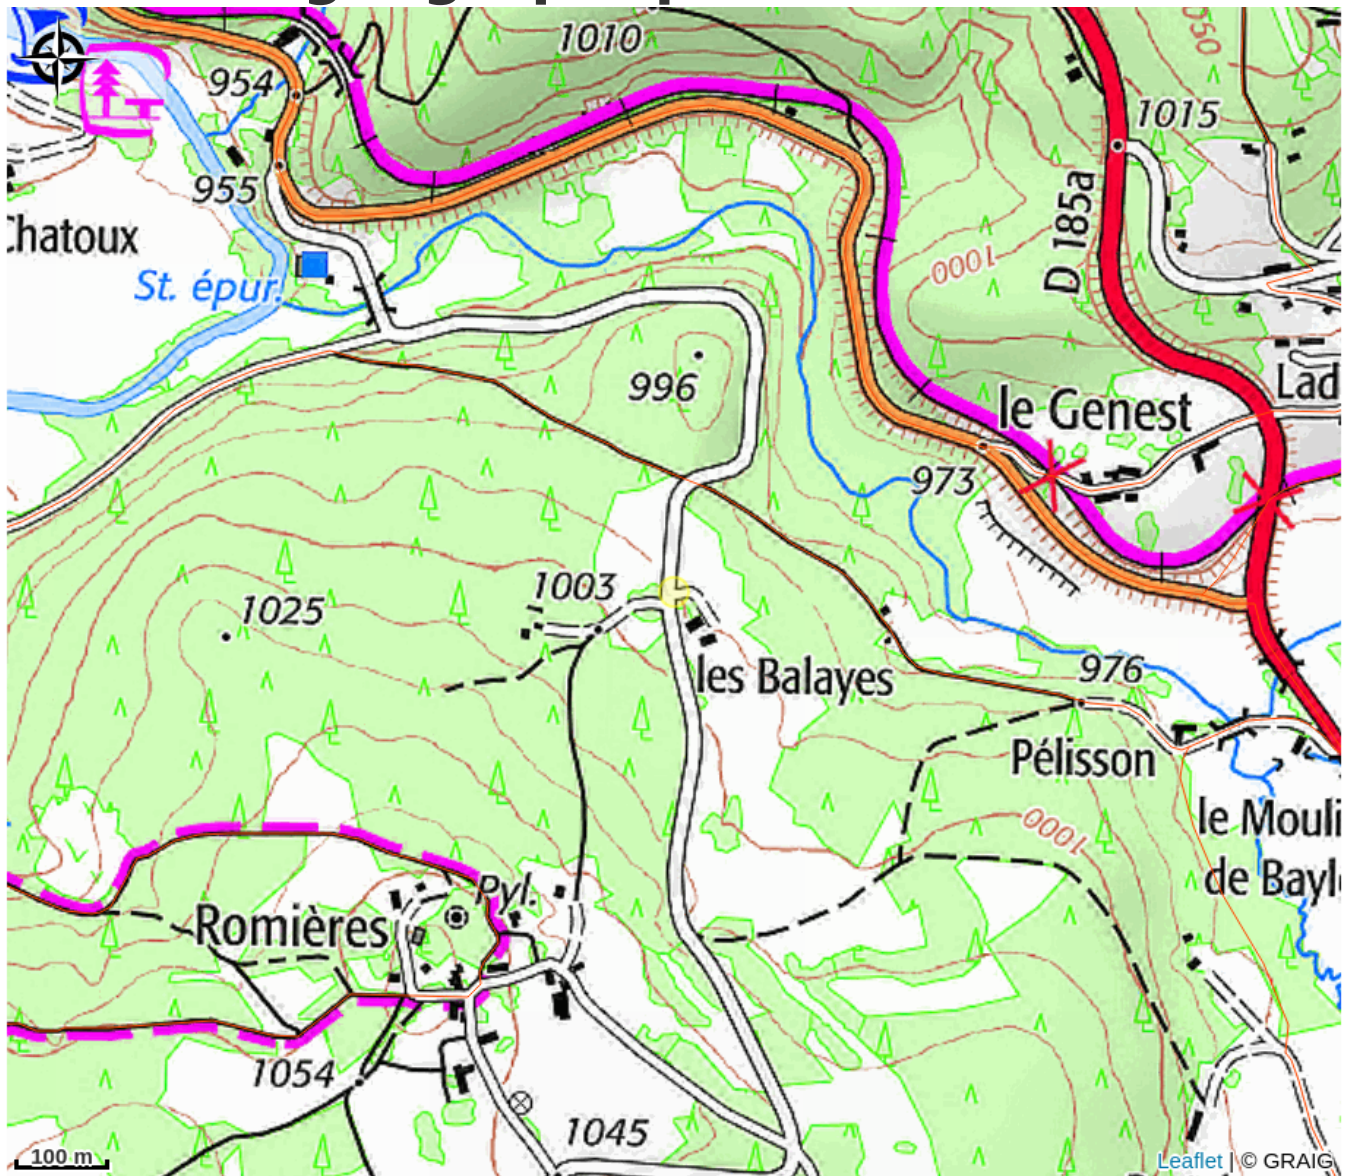 1010
954
1015
955
Chatoux
D 185a
St. épur.
1000
996
le Genest
Lad
973
1003
1025
976
les Balayes
Pélisson
1000
le Mouli
de Bayl
Pyl.
Romières
1054
1045
100 m
Leaflet | © GRAIG